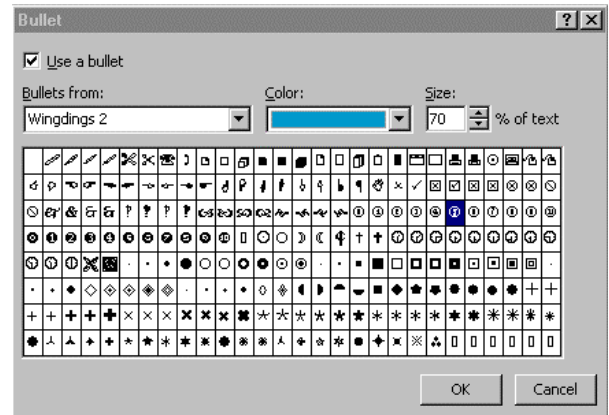 Bullet
Use a bullet
Bullets from:
Color:
Size:
Wingdings 2
70
% of text
OK
Cancel